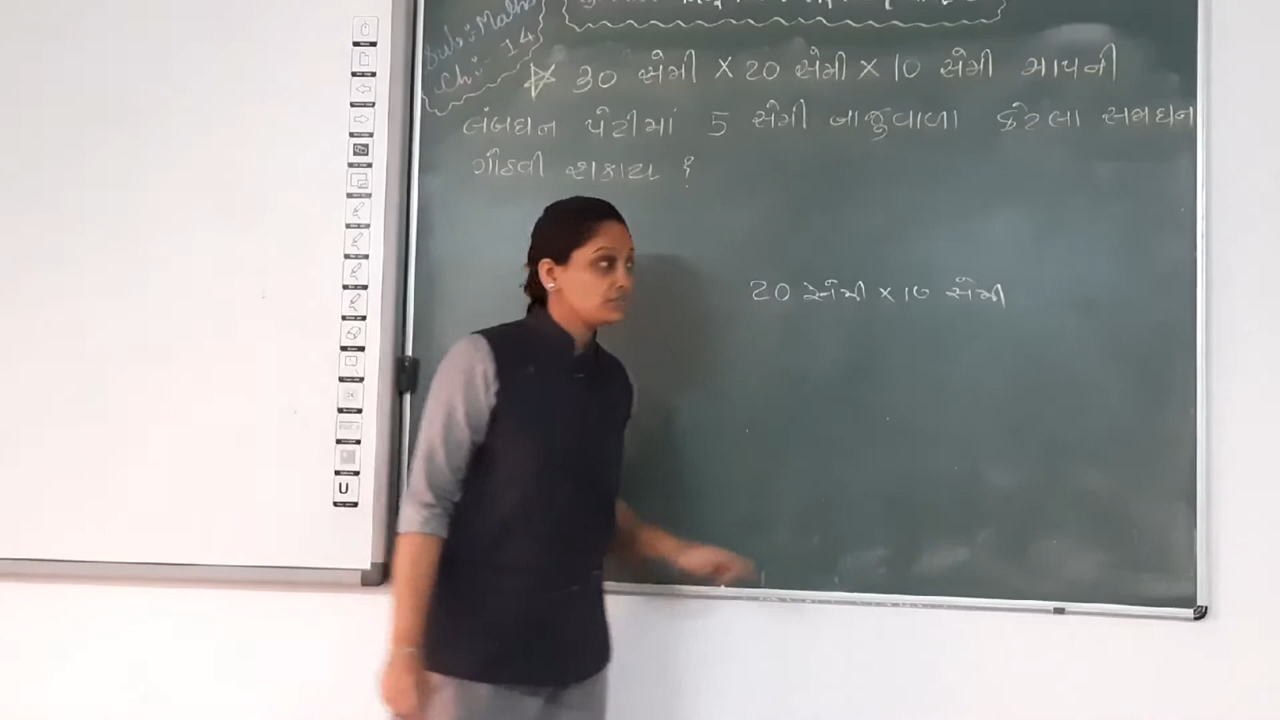 Sub:- Maths
Ch:- 14
30 સેમી × 20 સેમી × 10 સેમી માપની
લંબઘન પેટીમાં 5 સેમી બાજુવાળા કેટલા સમઘન
ગોઠવી શકાય ?
20 સેમી × 10 સેમી
U